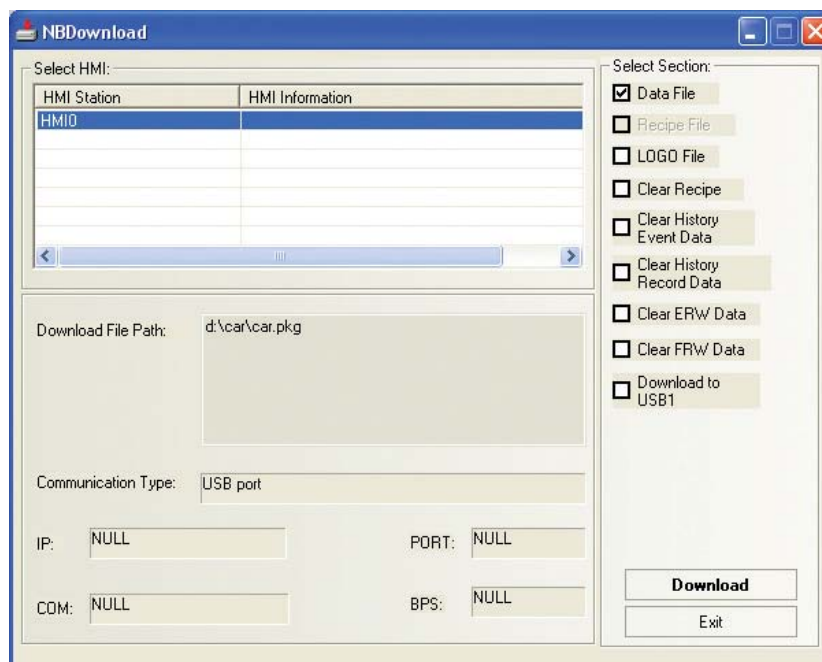 NBDownload
Select HMI:
HMI Station HMI Information
HMI0
Download File Path: d:\car\car.pkg
Communication Type: USB port
IP: NULL PORT: NULL
COM: NULL BPS: NULL
Select Section:
Data File
Recipe File
LOGO File
Clear Recipe
Clear History
Event Data
Clear History
Record Data
Clear ERW Data
Clear FRW Data
Download to
USB1
Download
Exit